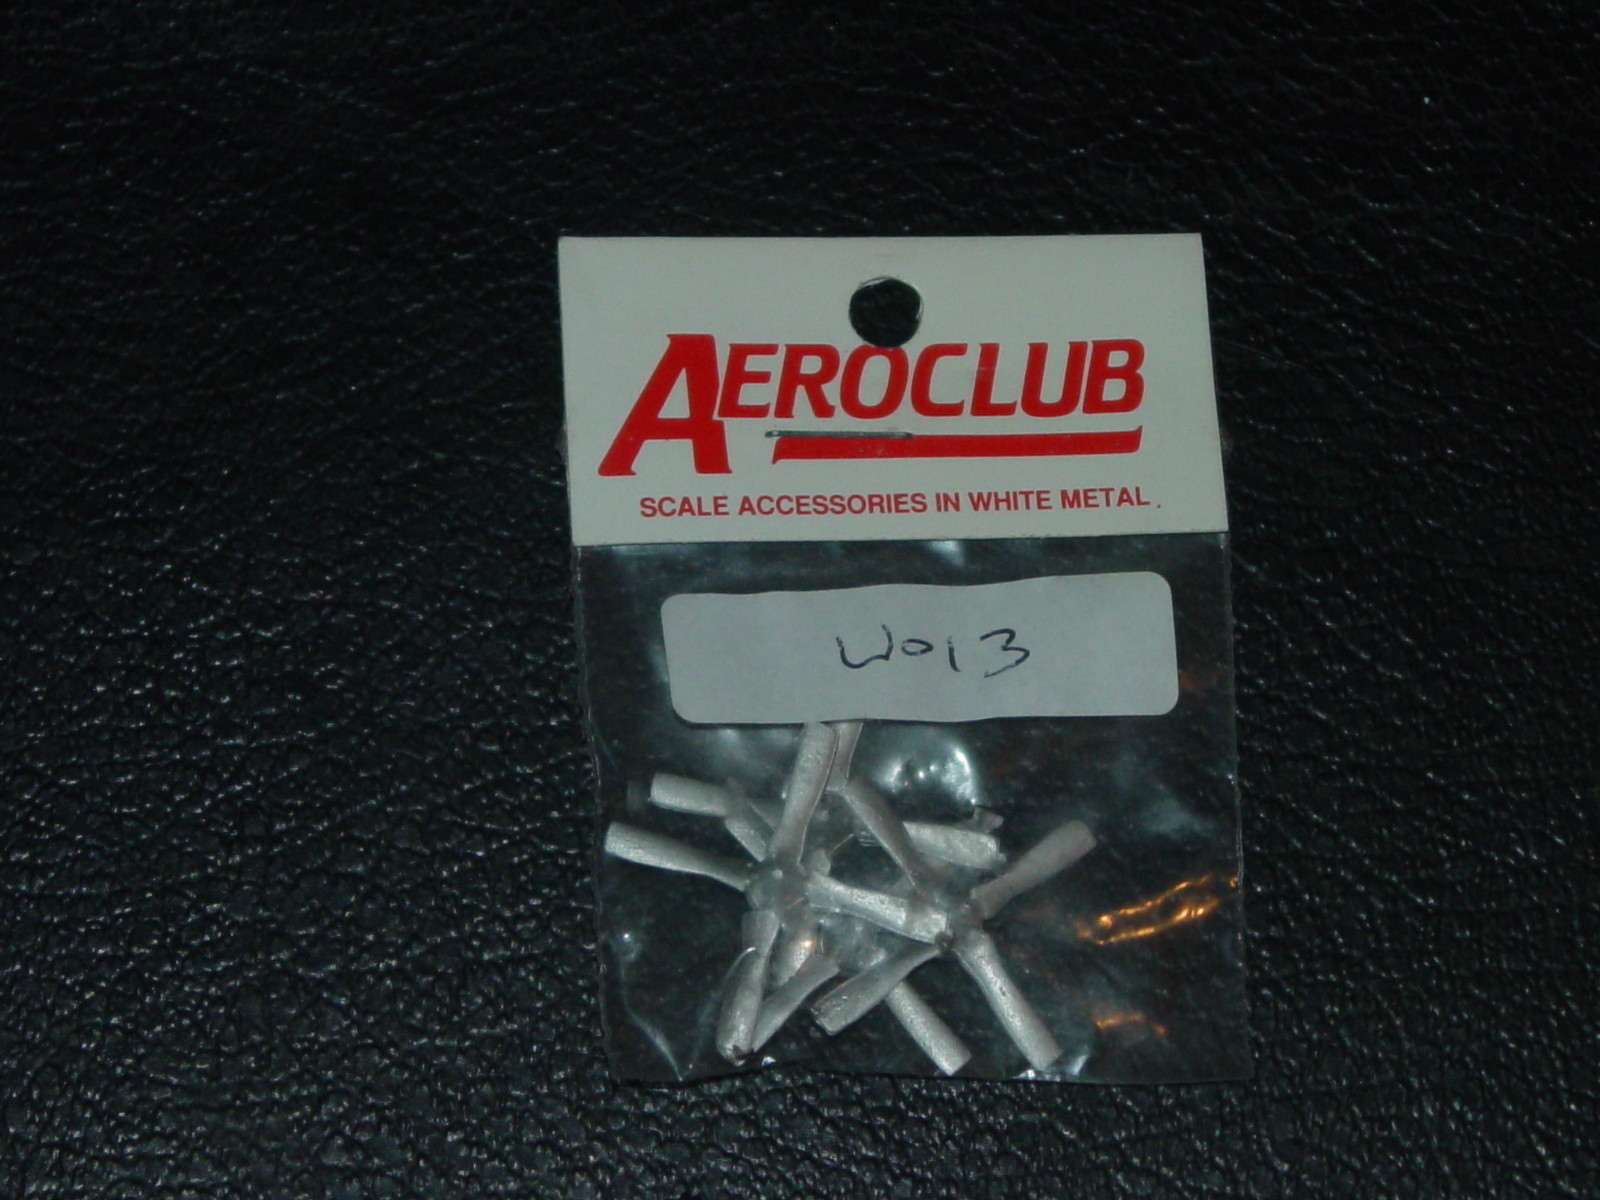 AEROCLUB
SCALE ACCESSORIES IN WHITE METAL.
W013